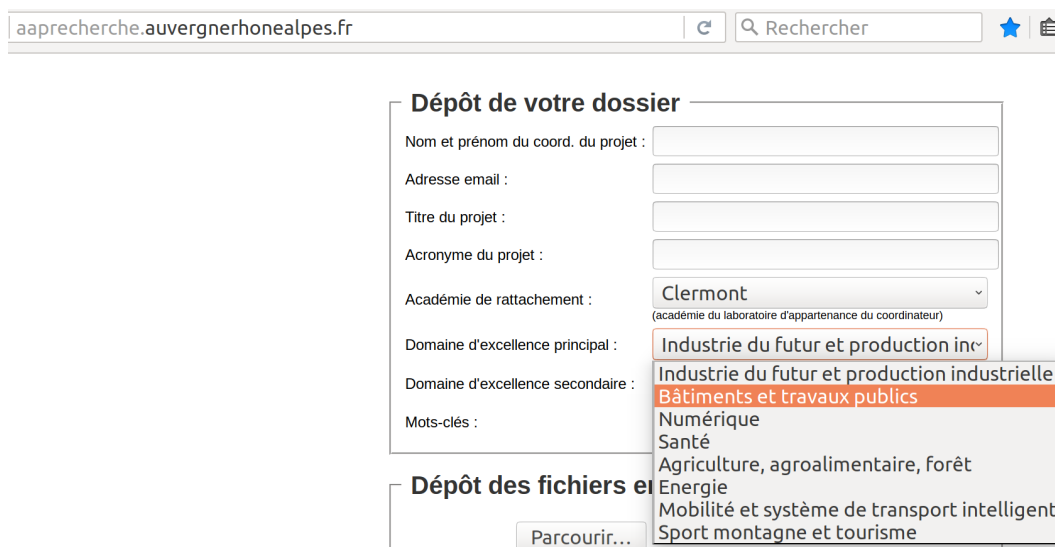 aaprecherche.auvergnerhonealpes.fr
Rechercher
Dépôt de votre dossier
Nom et prénom du coord. du projet :
Adresse email :
Titre du projet :
Acronyme du projet :
Académie de rattachement :
Clermont
(académie du laboratoire d'appartenance du coordinateur)
Domaine d'excellence principal :
Industrie du futur et production
Industrie du futur et production industrielle
Domaine d'excellence secondaire :
Bâtiments et travaux publics
Numérique
Mots-clés :
Santé
Agriculture, agroalimentaire, forêt
Dépôt des fichiers
Energie
Mobilité et système de transport intelligent
Parcourir...
Sport montagne et tourisme